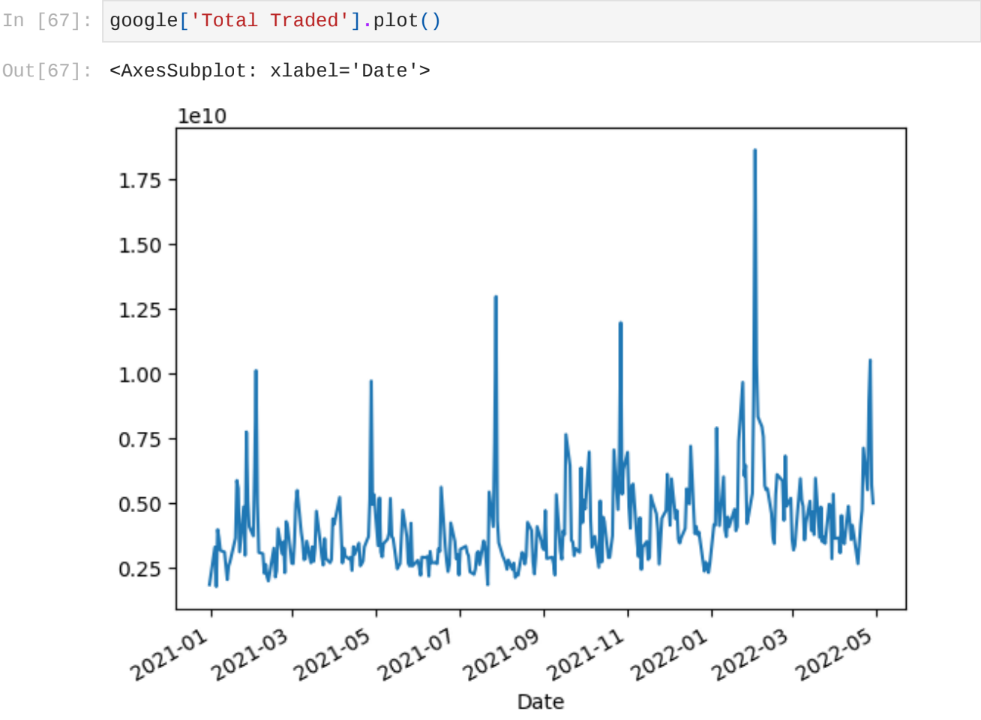 In [67]: google['Total Traded'].plot()
Out[67]: <AxesSubplot: xlabel='Date'>
1e10
1.75
1.50
1.25
1.00
0.75
0.50
0.25
2021-01 2021-03 2021-05 2021-07 2021-09 2021-11 2022-01 2022-03 2022-05
Date